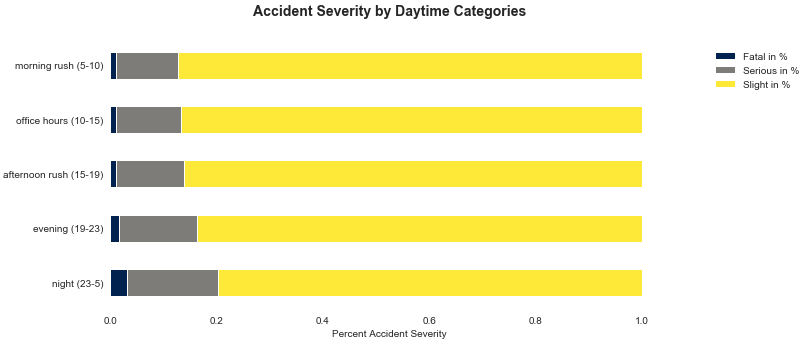 Accident Severity by Daytime Categories
Fatal in %
Serious in %
Slight in %
morning rush (5-10)
office hours (10-15)
afternoon rush (15-19)
evening (19-23)
night (23-5)
0.0 0.2 0.4 0.6 0.8 1.0
Percent Accident Severity